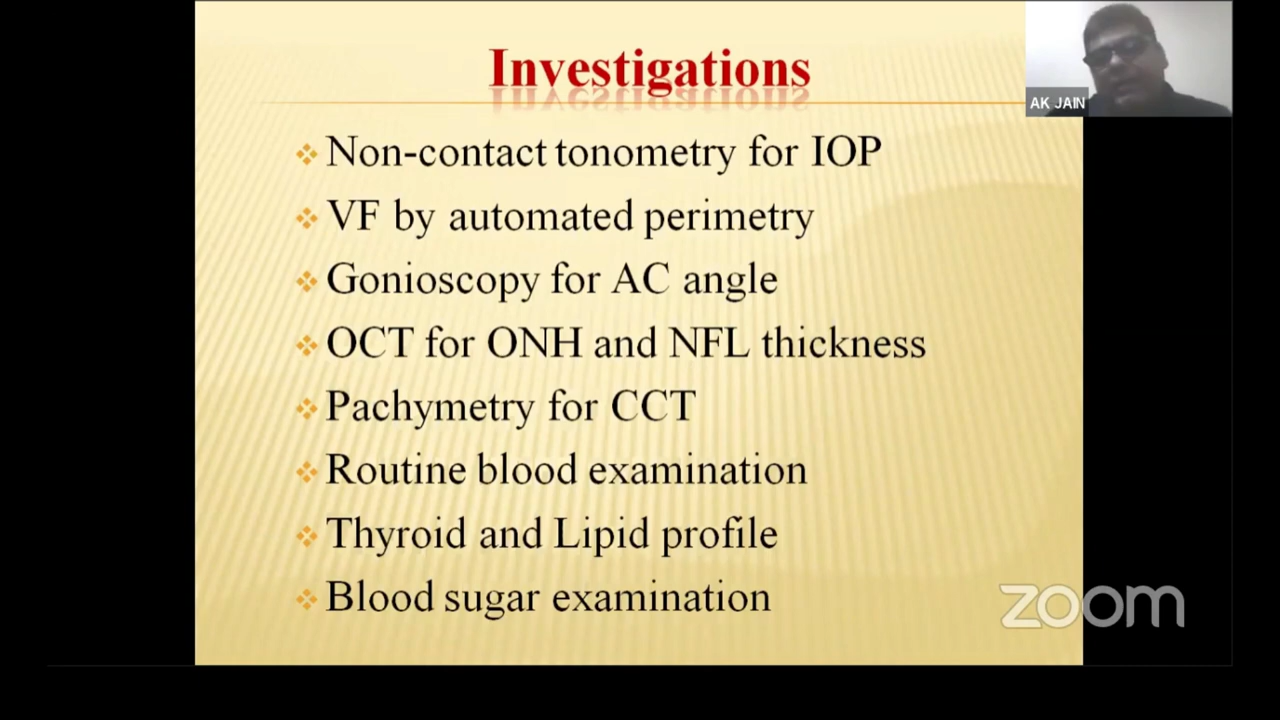 Investigations
AK JAIN
Non-contact tonometry for IOP
VF by automated perimetry
Gonioscopy for AC angle
OCT for ONH and NFL thickness
Pachymetry for CCT
Routine blood examination
Thyroid and Lipid profile
Blood sugar examination
zoom